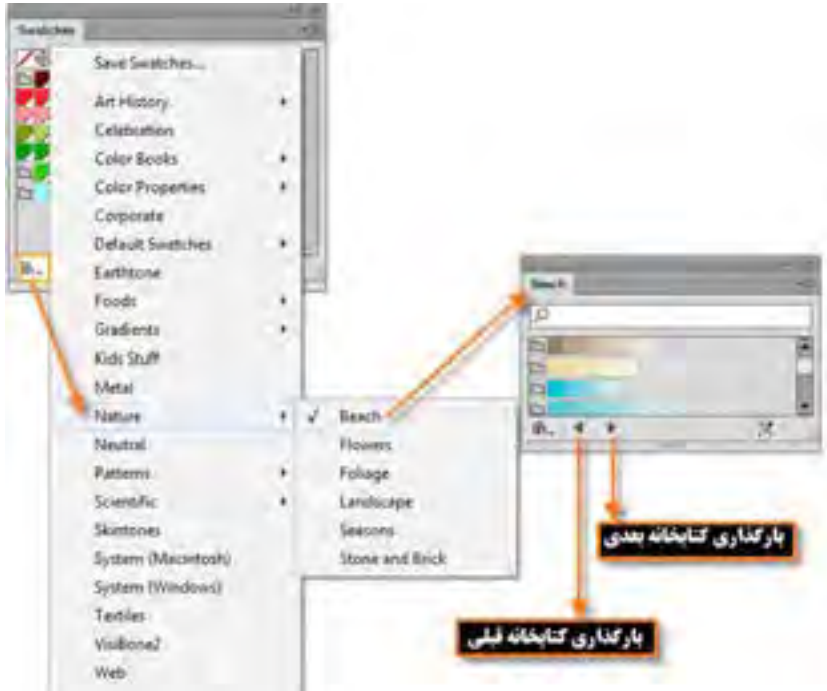 Swatches
Save Swatches...
Art History
Celebration
Color Books
Color Properties
Corporate
Default Swatches
Earthtone
Foods
Gradients
Kids Stuff
Metal
Nature
Neutral
Patterns
Scientific
Skintones
System (Macintosh)
System (Windows)
Textiles
VisiBone2
Web
Beach
Flowers
Foliage
Landscape
Seasons
Stone and Brick
Beach
بارگذاری کتابخانه بعدی
بارگذاری کتابخانه قبلی